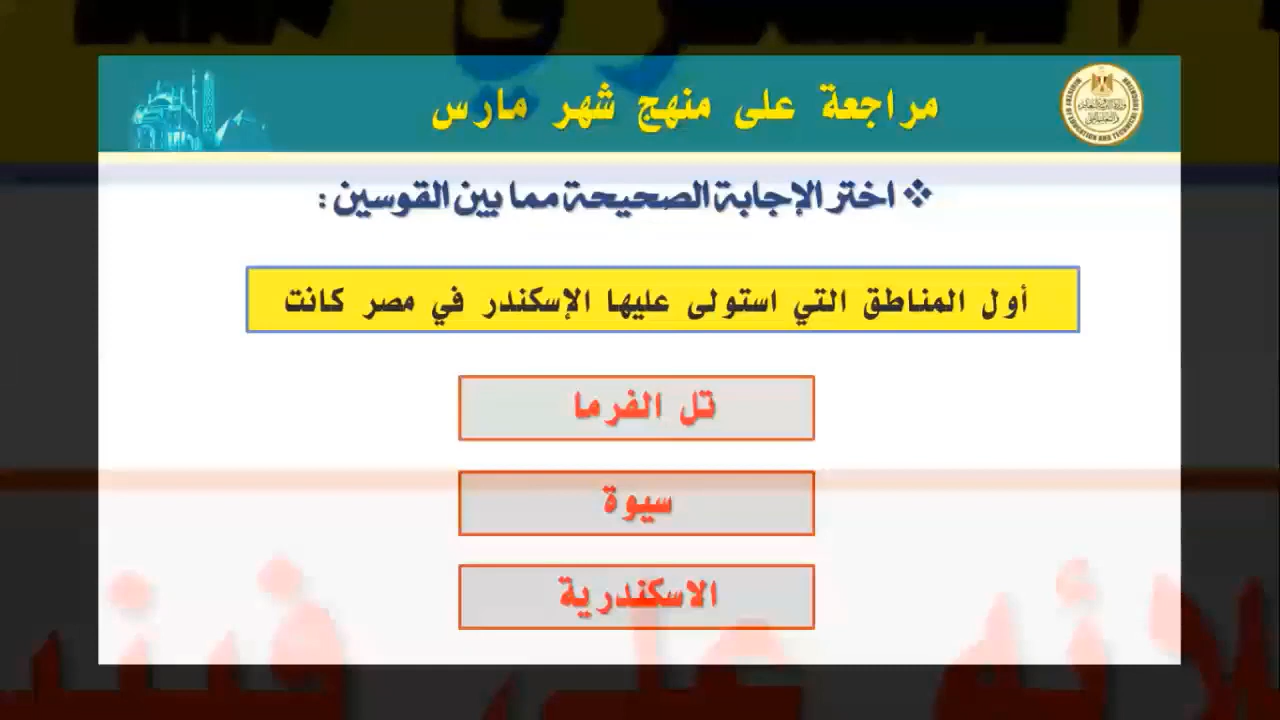 مراجعة على منهج شهر مارس
❖ اختر الإجابة الصحيحة مما بين القوسين :
أول المناطق التي استولى عليها الإسكندر في مصر كانت
تل الفرما
سيوة
الاسكندرية